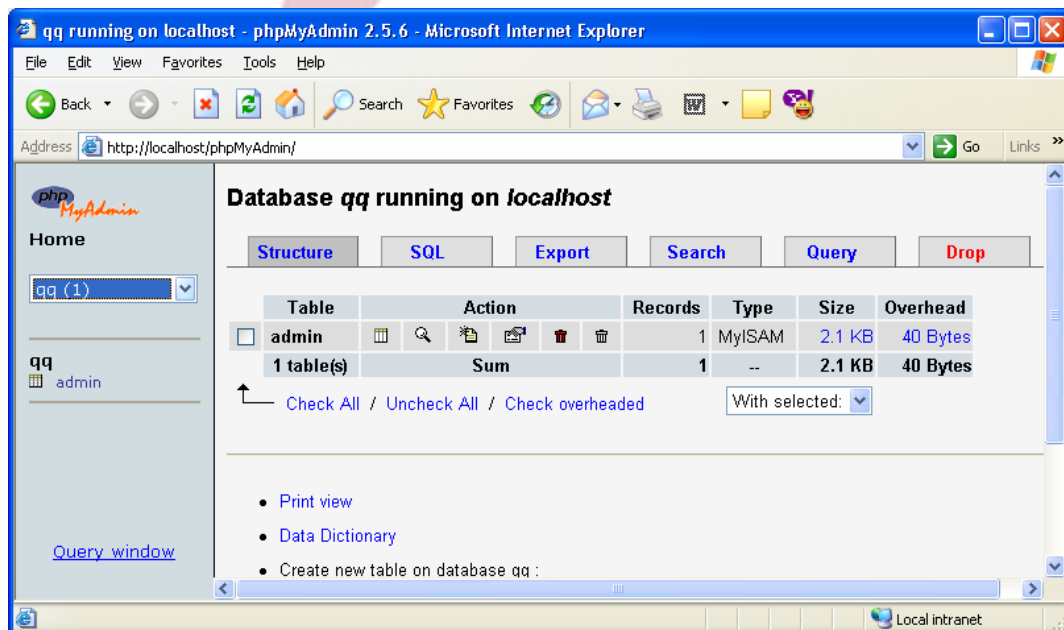 qq running on localhost - phpMyAdmin 2.5.6 - Microsoft Internet Explorer
File Edit View Favorites Tools Help
Back Search Favorites
Address http://localhost/phpMyAdmin/ Go Links »
php
MyAdmin
Home
qq (1)
qq
admin
Query window
Database qq running on localhost
Structure SQL Export Search Query Drop
Table Action Records Type Size Overhead
admin 1 MyISAM 2.1 KB 40 Bytes
1 table(s) Sum 1 -- 2.1 KB 40 Bytes
Check All / Uncheck All / Check overheaded With selected:
• Print view
• Data Dictionary
• Create new table on database qq :
Local intranet